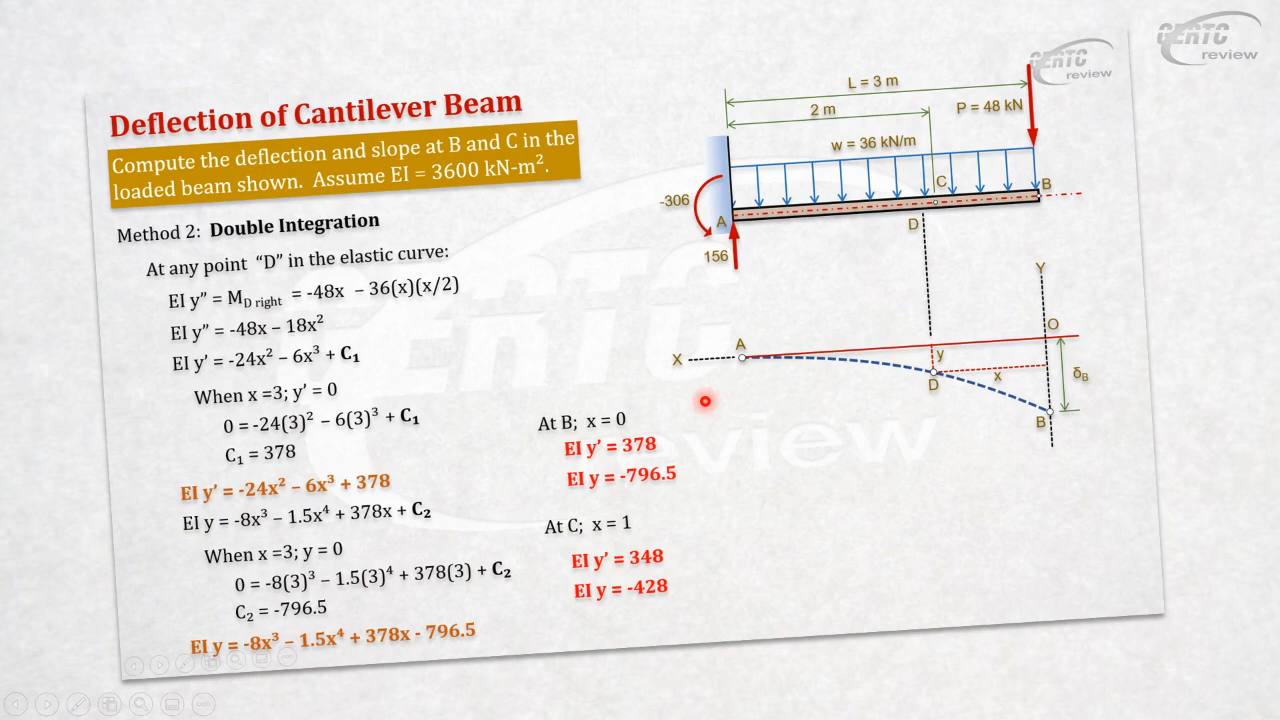 GERTC
review
GERTC
review
Deflection of Cantilever Beam
Compute the deflection and slope at B and C in the
loaded beam shown. Assume EI = 3600 kN-m².
Method 2: Double Integration
At any point “D” in the elastic curve:
EI y” = M_D right = -48x – 36(x)(x/2)
EI y” = -48x – 18x²
EI y’ = -24x² – 6x³ + C₁
When x =3; y’ = 0
0 = -24(3)² – 6(3)³ + C₁
C₁ = 378
EI y’ = -24x² – 6x³ + 378
EI y = -8x³ – 1.5x⁴ + 378x + C₂
When x =3; y = 0
0 = -8(3)³ – 1.5(3)⁴ + 378(3) + C₂
C₂ = -796.5
EI y = -8x³ – 1.5x⁴ + 378x - 796.5
At B; x = 0
EI y’ = 378
EI y = -796.5
At C; x = 1
EI y’ = 348
EI y = -428
L = 3 m
2 m
P = 48 kN
w = 36 kN/m
C
B
-306
A
D
156
Y
O
A
X
y
x
D
δB
B
GERTC
review